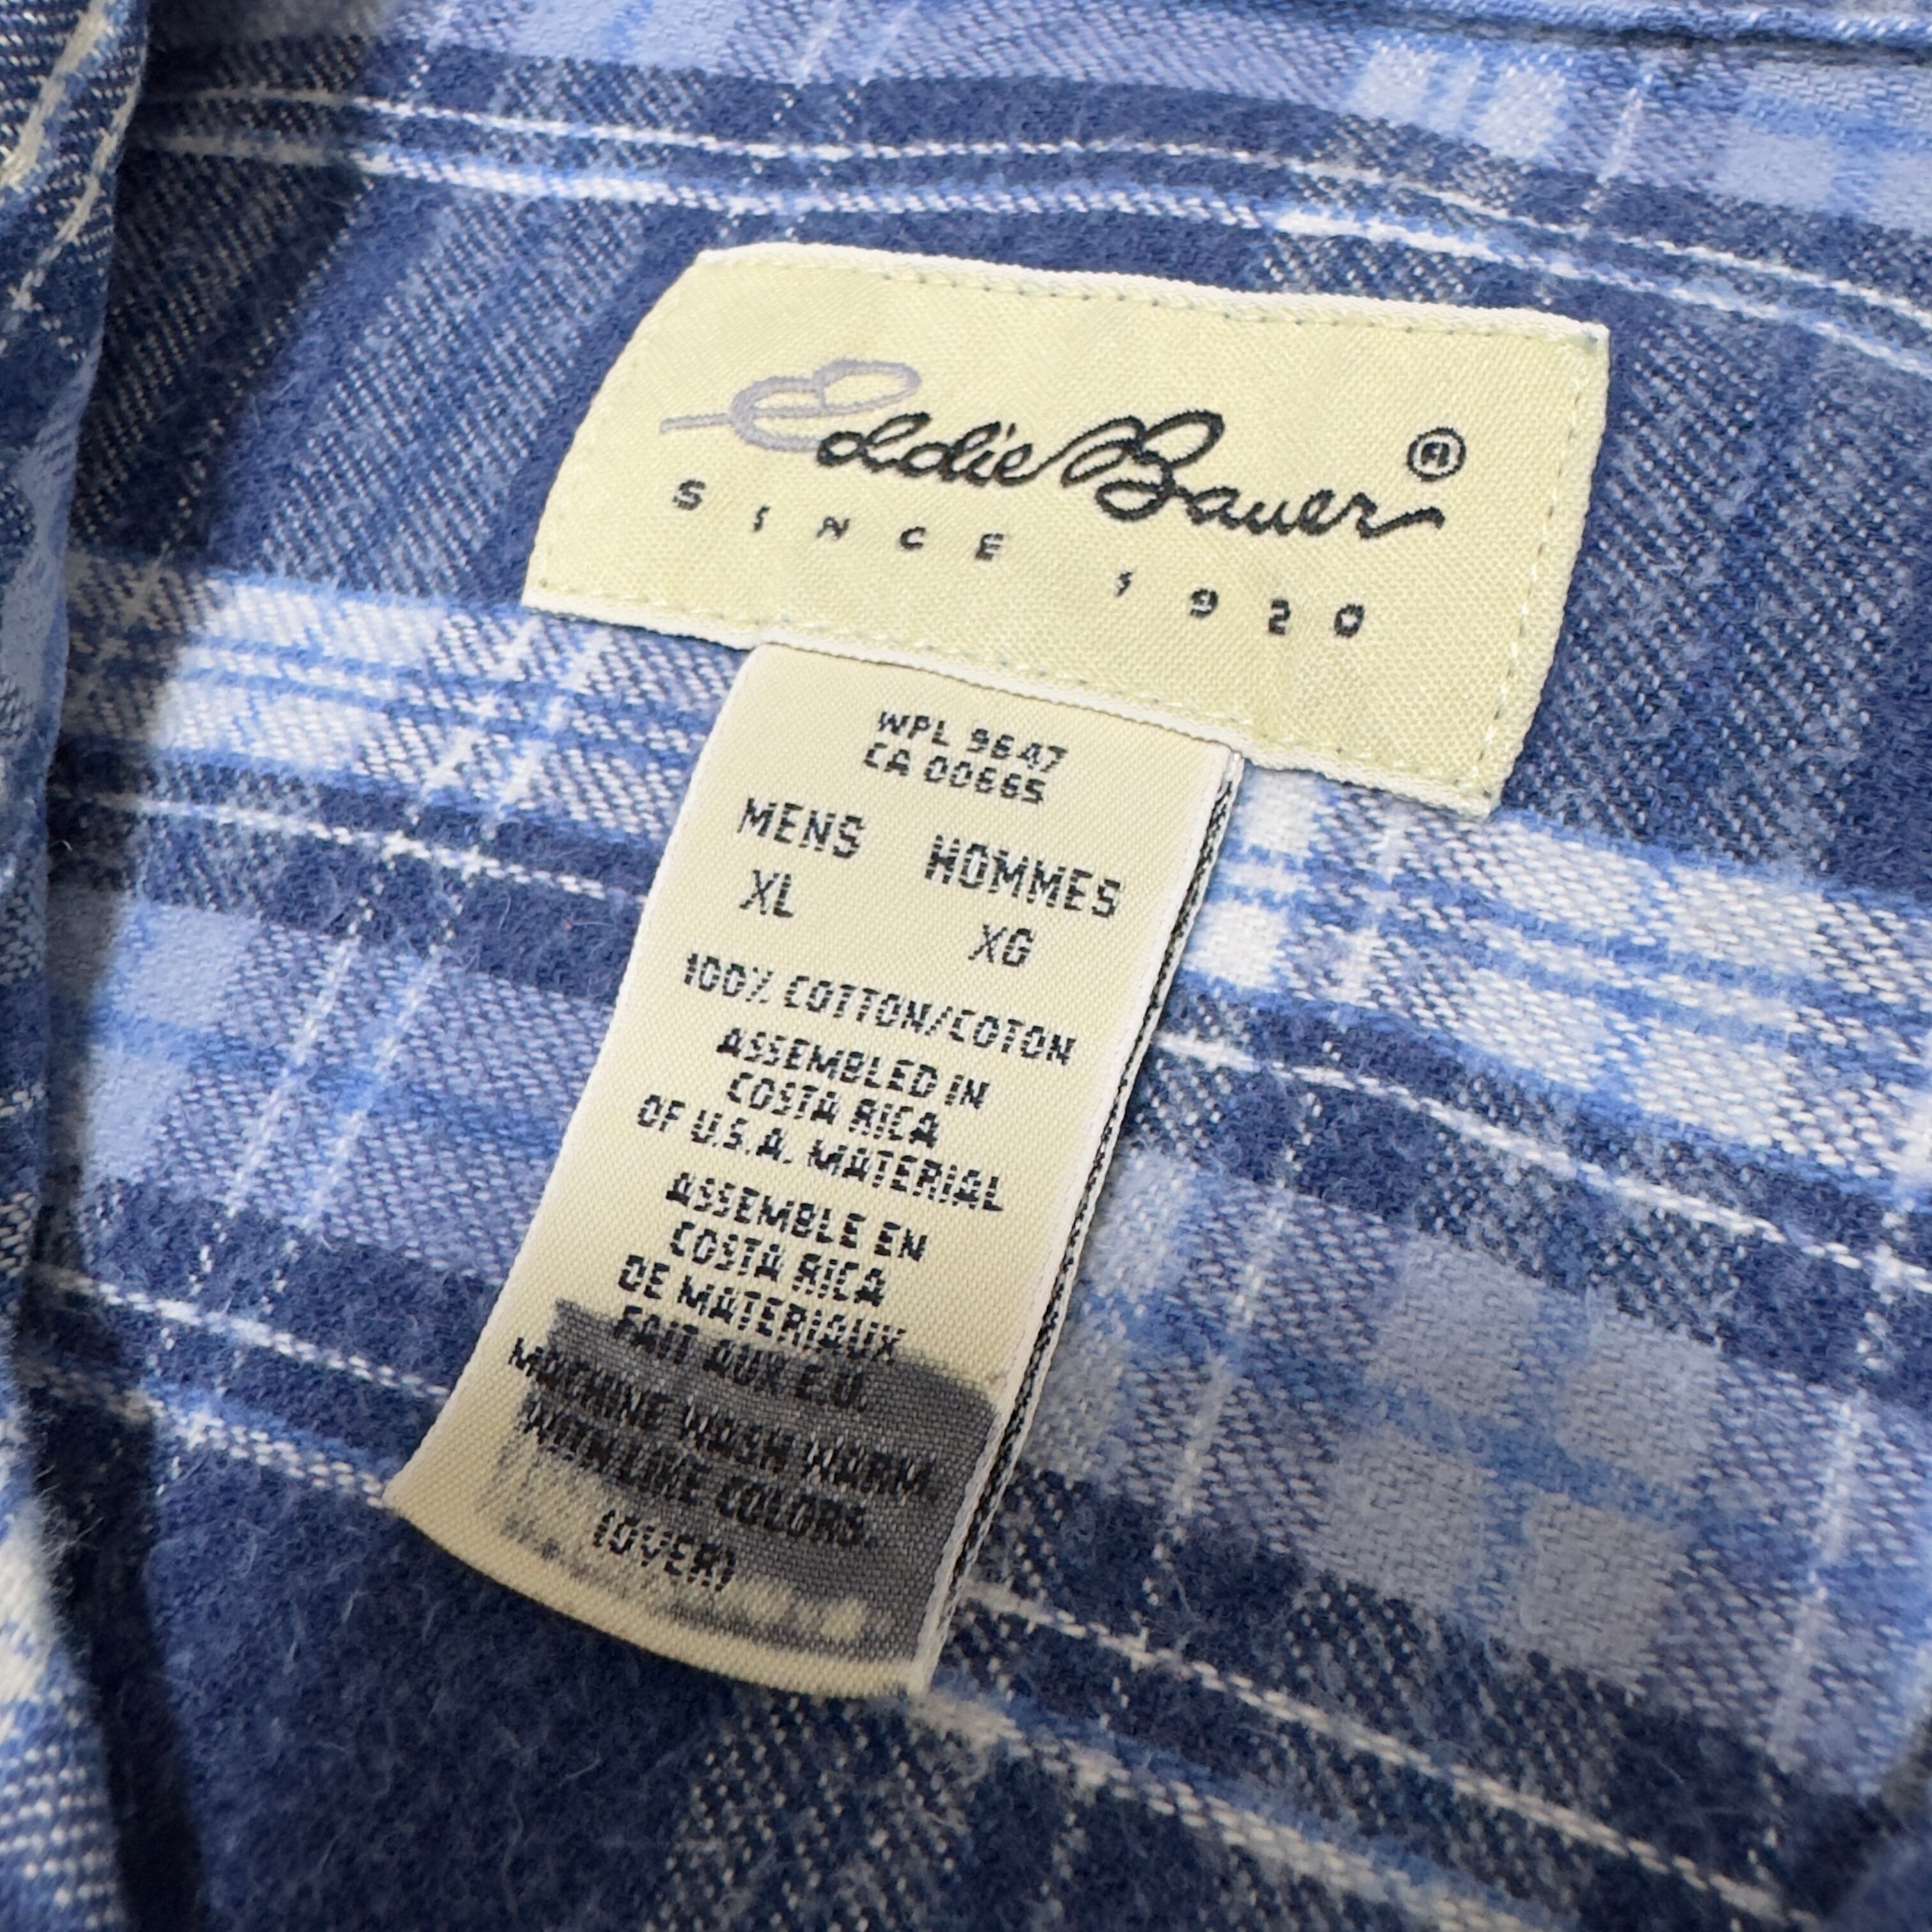 Eddie Bauer ®
SINCE 1920
WPL 9647
CA 00665
MENS HOMMES
XL XG
100% COTTON/COTON
ASSEMBLED IN
COSTA RICA
OF U.S.A. MATERIAL
ASSEMBLE EN
COSTA RICA
DE MATERIAUX
FAIT AUX E.U.
MACHINE WASH WARM,
WITH LIKE COLORS.
(OVER)